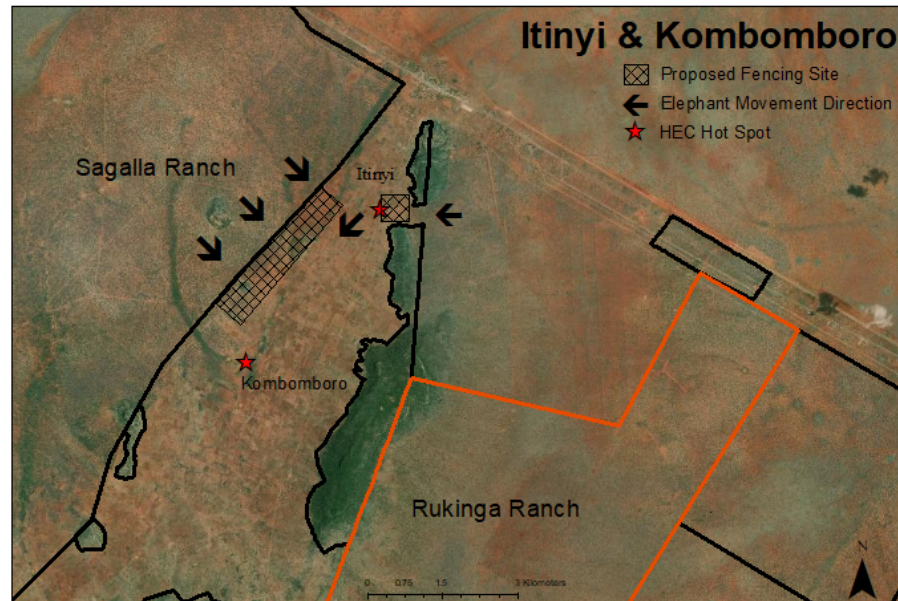 Itinyi & Kombomboro
Proposed Fencing Site
Elephant Movement Direction
HEC Hot Spot
Sagalla Ranch
Itinyi
Kombomboro
Rukinga Ranch
N
0 0.75 1.5 3 Kilometers